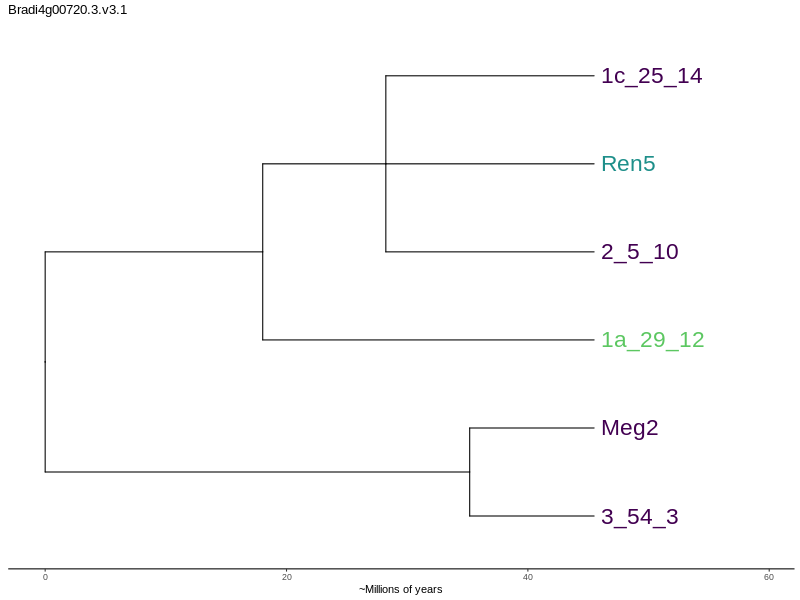 Bradi4g00720.3.v3.1
1c_25_14
Ren5
2_5_10
1a_29_12
Meg2
3_54_3
0 20 40 60
~Millions of years